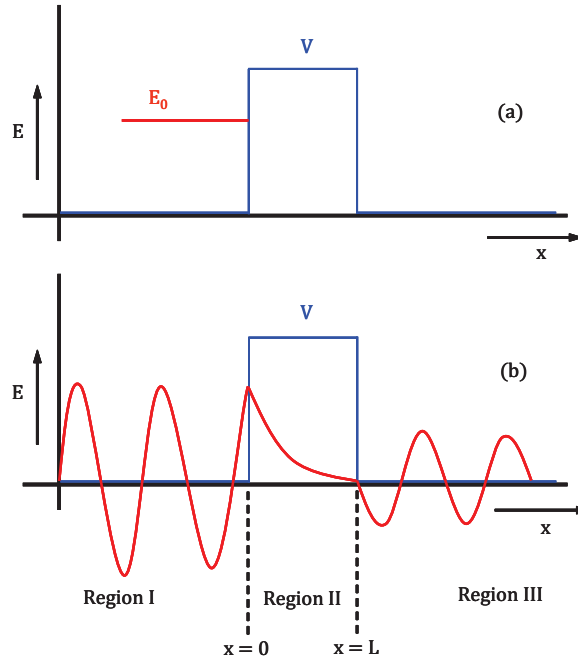 V
E₀
(a)
E
x
V
(b)
E
x
Region I
Region II
Region III
x = 0
x = L